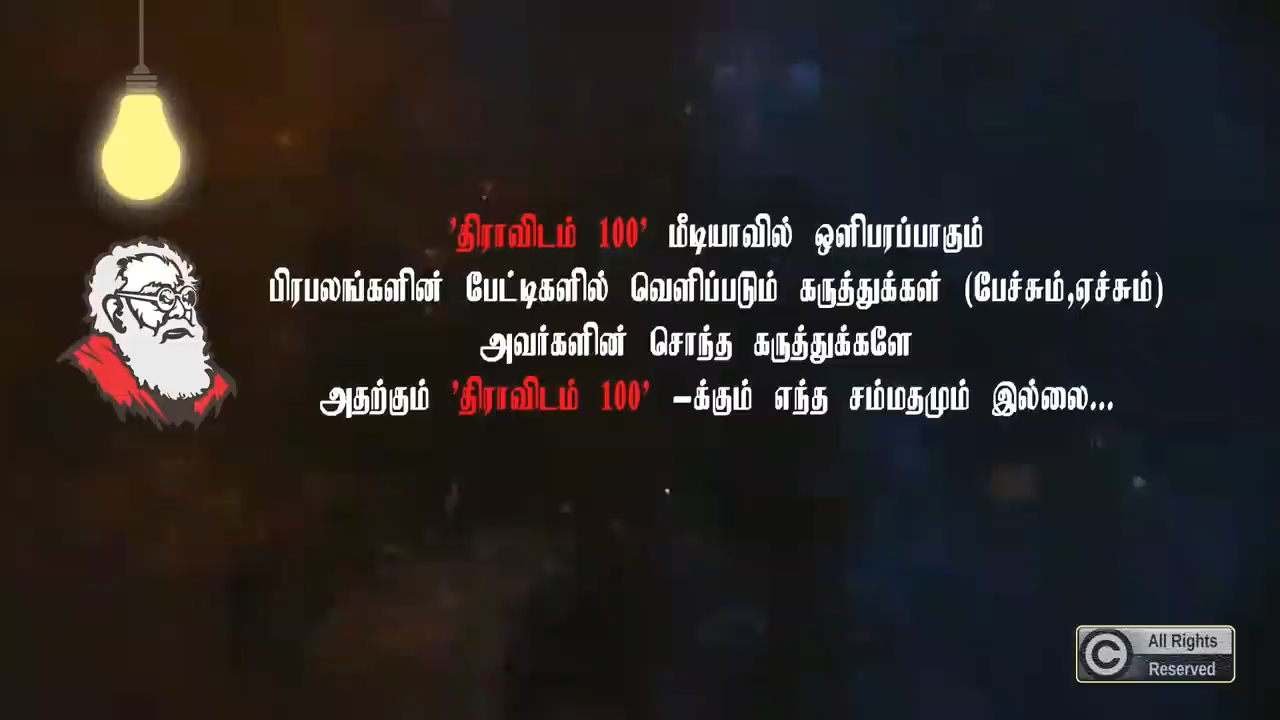 'திராவிடம் 100' மீடியாவில் ஒளிபரப்பாகும்
பிரபலங்களின் பேட்டிகளில் வெளிப்படும் கருத்துக்கள் (பேச்சும்,ஏச்சும்)
அவர்களின் சொந்த கருத்துக்களே
அதற்கும் 'திராவிடம் 100' -க்கும் எந்த சம்மதமும் இல்லை...
© All Rights
Reserved